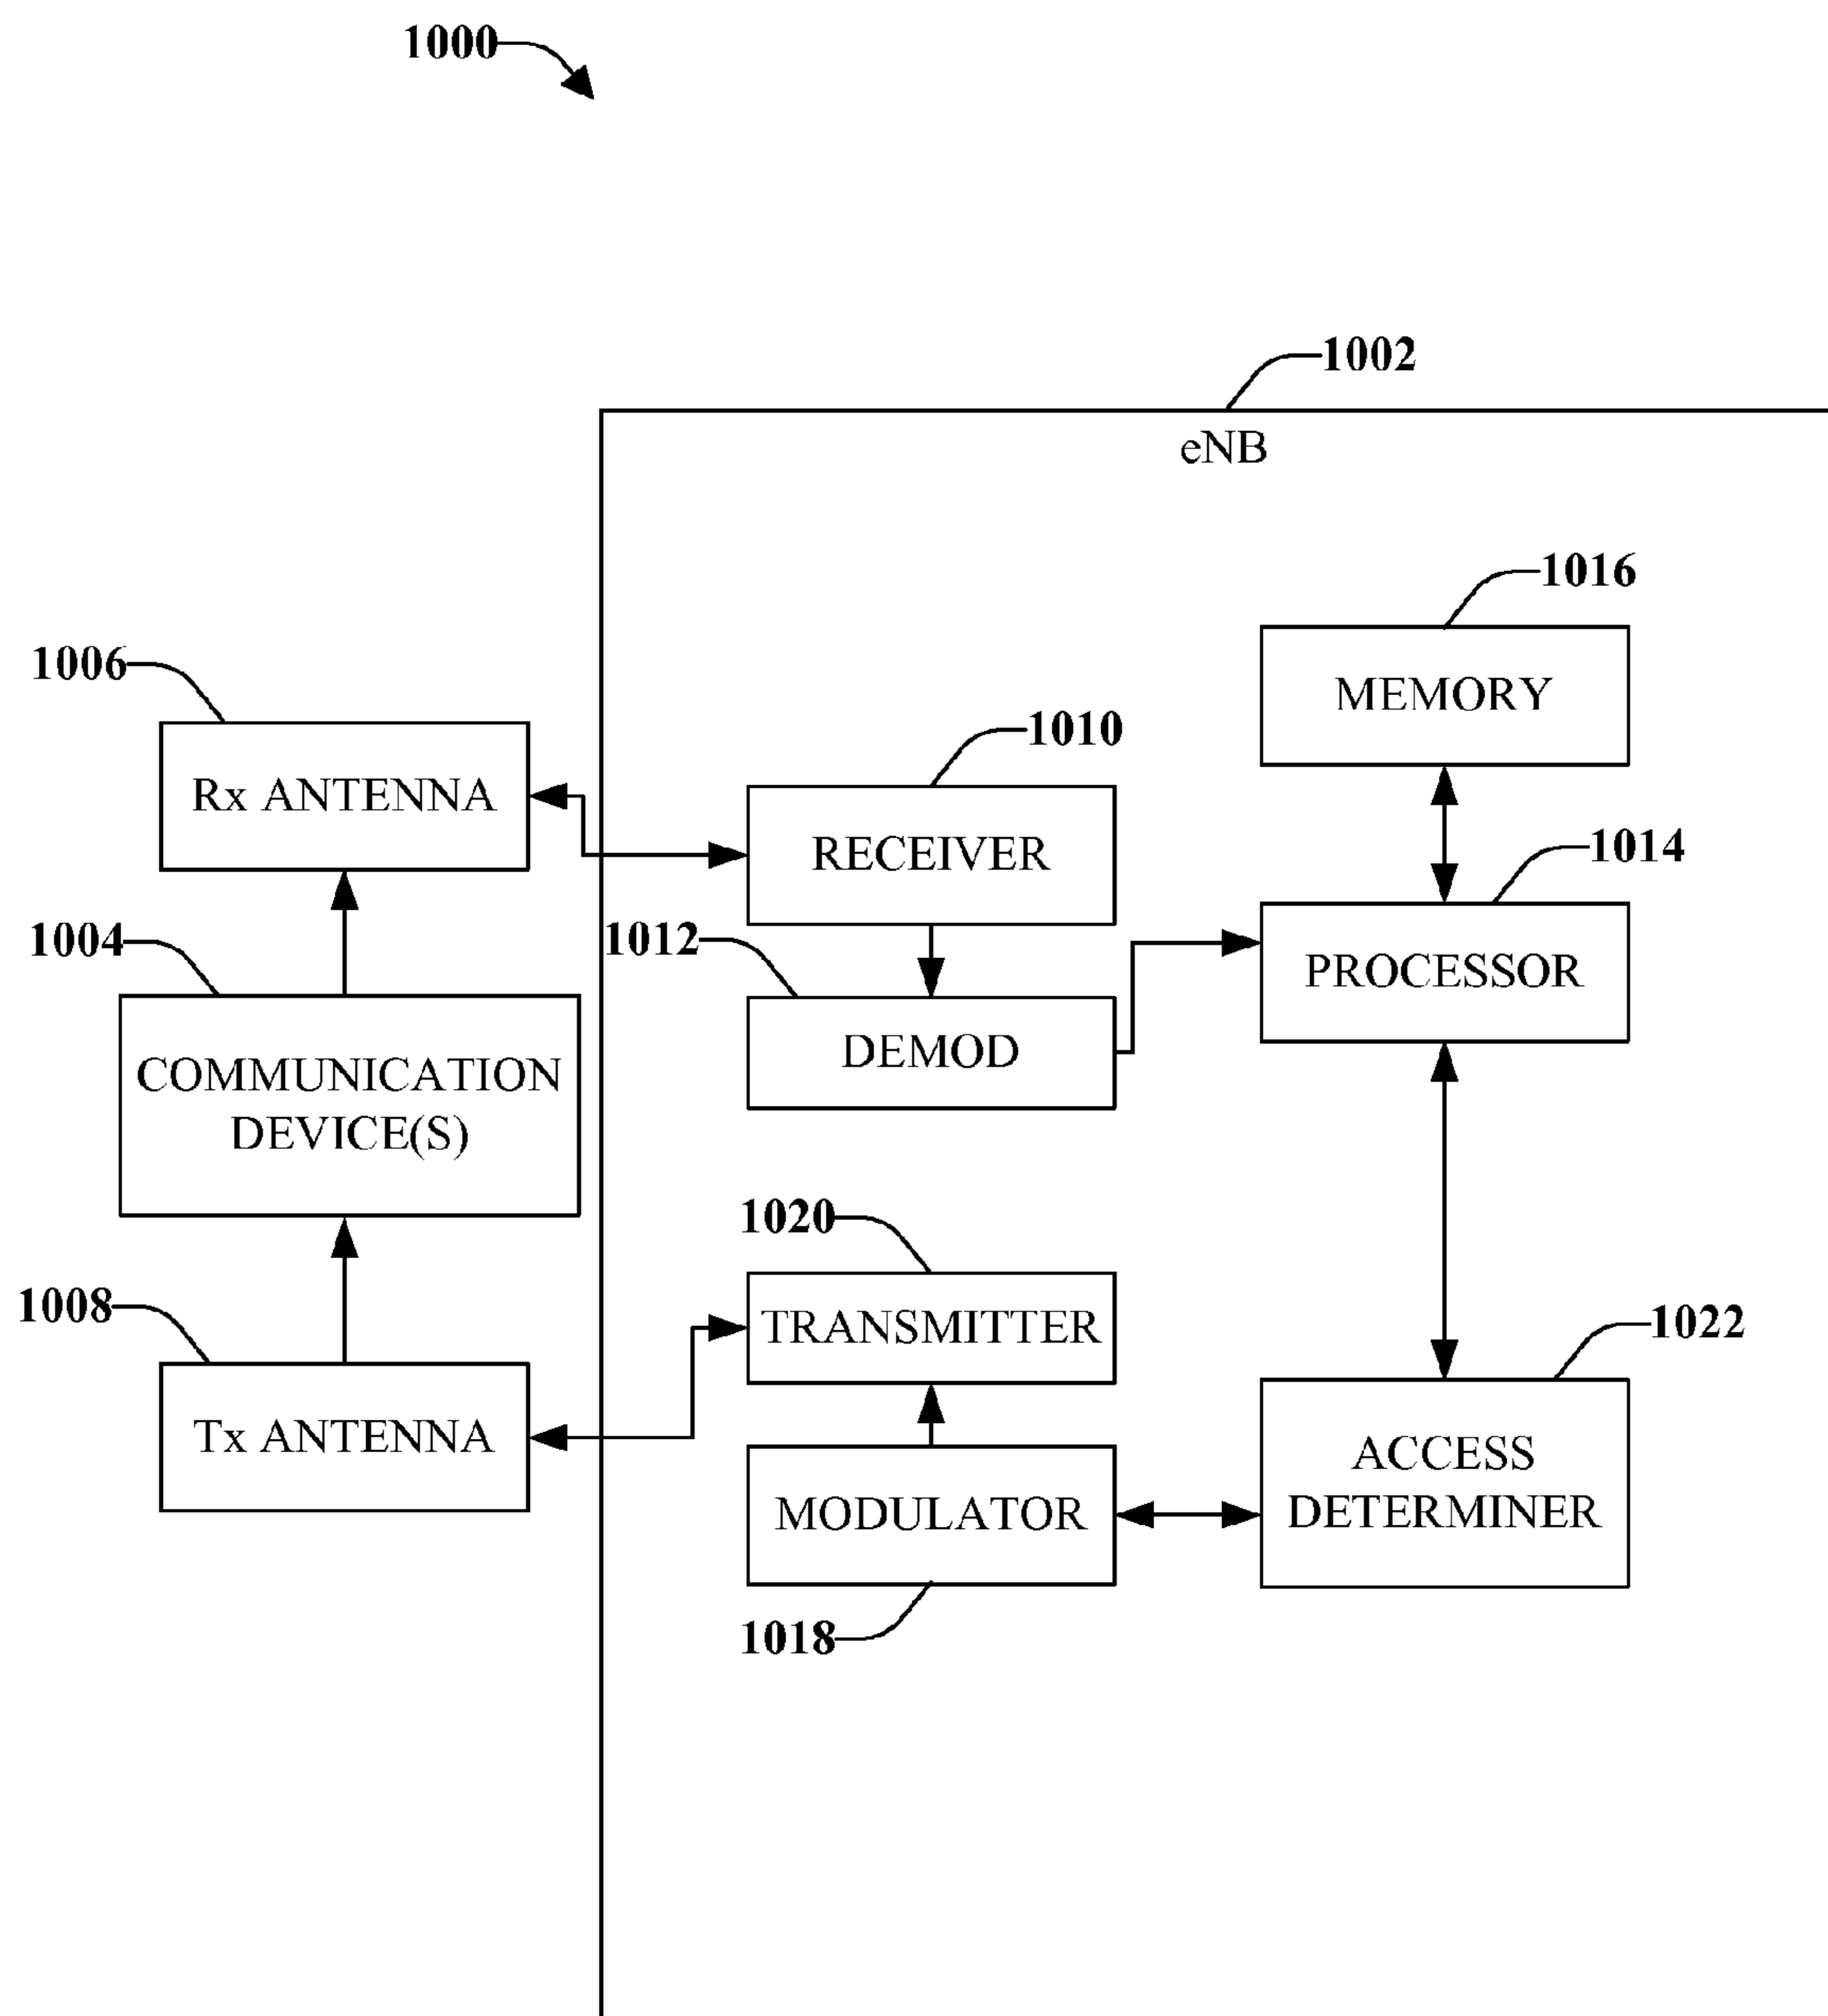 1000
1002
eNB
1016
MEMORY
1006
Rx ANTENNA
1010
RECEIVER
1014
PROCESSOR
1004
COMMUNICATION
DEVICE(S)
1012
DEMOD
1020
TRANSMITTER
1008
Tx ANTENNA
1022
ACCESS
DETERMINER
MODULATOR
1018